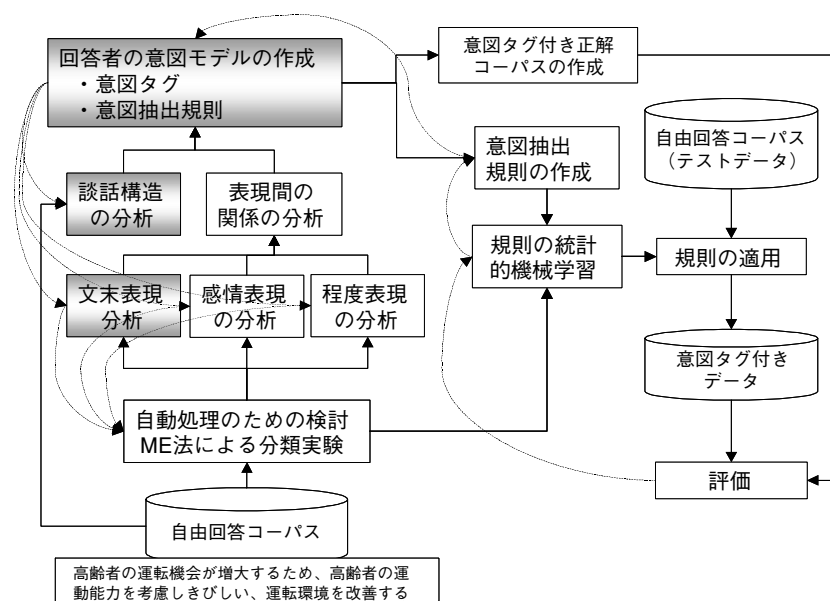 回答者の意図モデルの作成
・意図タグ
・意図抽出規則
意図タグ付き正解
コーパスの作成
自由回答コーパス
（テストデータ）
意図抽出
規則の作成
談話構造
の分析
表現間の
関係の分析
規則の統計
的機械学習
規則の適用
文末表現
分析
感情表現
の分析
程度表現
の分析
意図タグ付き
データ
自動処理のための検討
ME法による分類実験
評価
自由回答コーパス
高齢者の運転機会が増大するため、高齢者の運
動能力を考慮しきびしい、運転環境を改善する